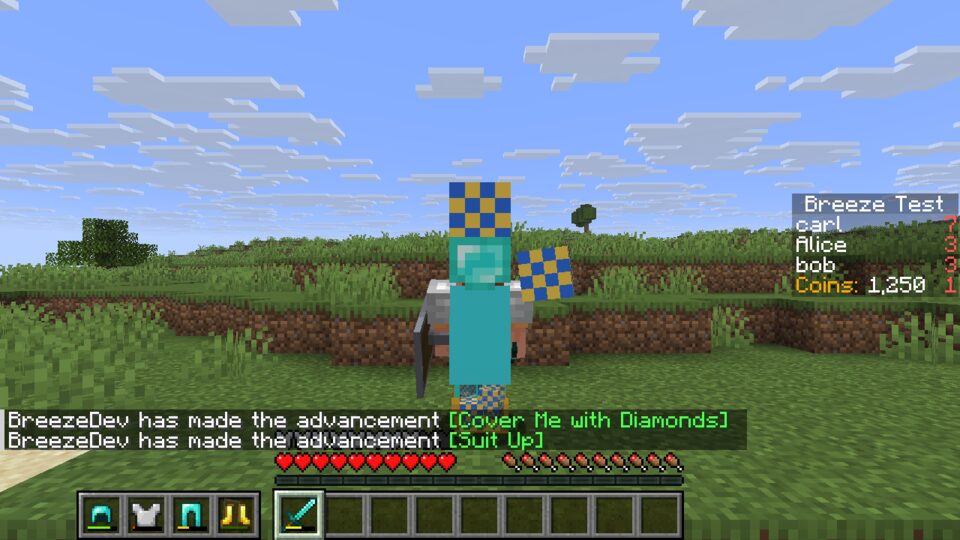 Breeze Test
carl 7
Alice 3
bob 3
Coins: 1,250 1
BreezeDev has made the advancement [Cover Me with Diamonds]
BreezeDev has made the advancement [Suit Up]